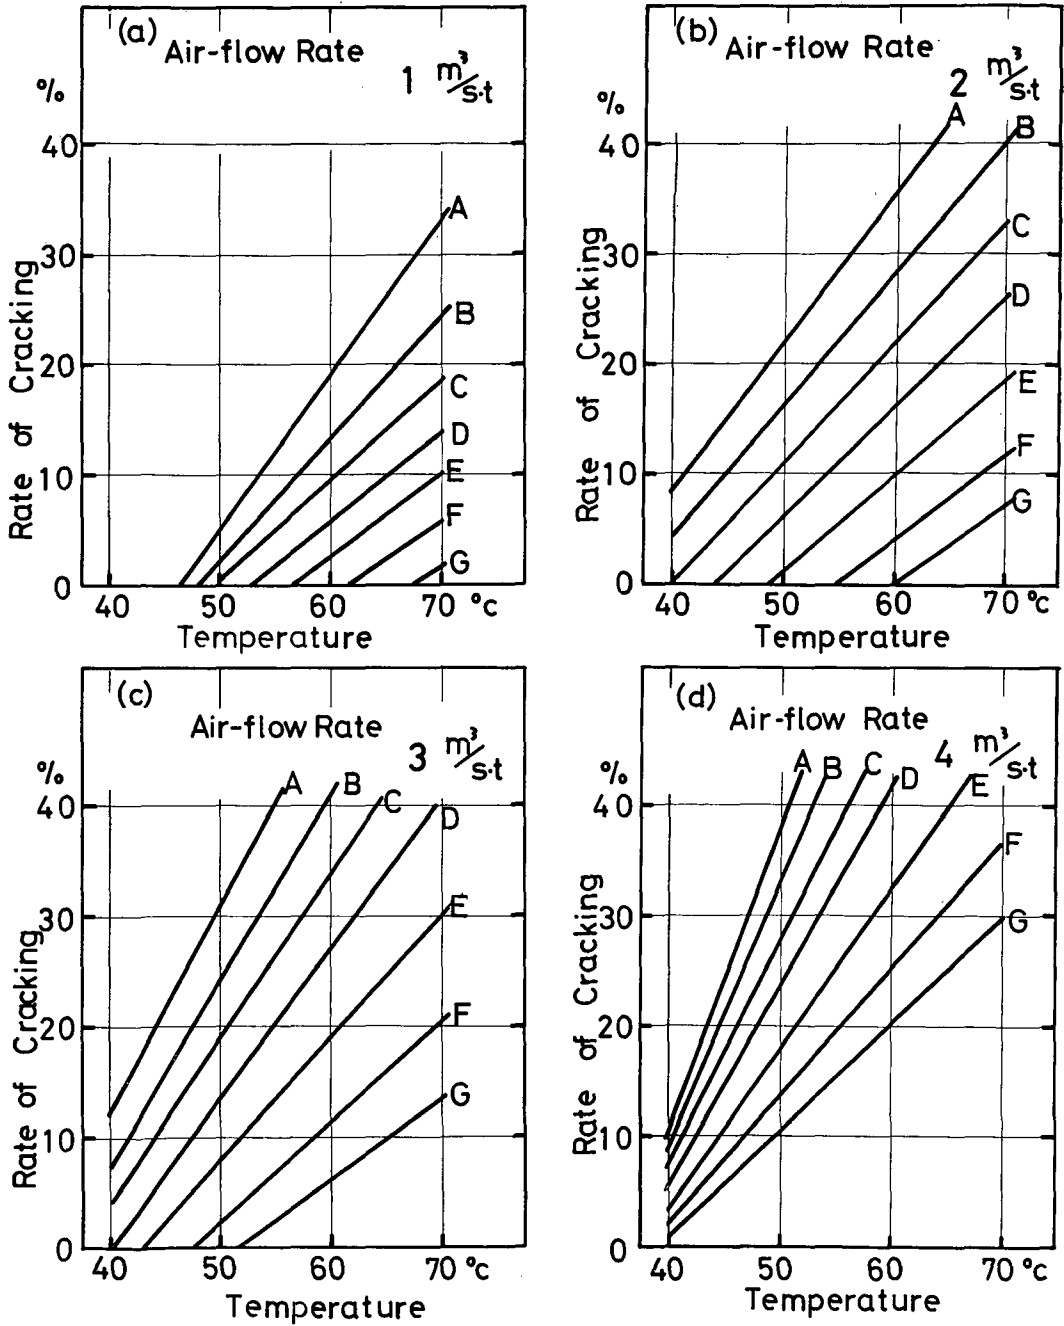 (a)
Air-flow Rate
1 m³/s·t
%
40
30
20
10
0
Rate of Cracking
A
B
C
D
E
F
G
40 50 60 70 °c
Temperature
(b)
Air-flow Rate
2 m³/s·t
%
40
30
20
10
0
Rate of Cracking
A
B
C
D
E
F
G
40 50 60 70 °c
Temperature
(c)
Air-flow Rate
3 m³/s·t
%
40
30
20
10
0
Rate of Cracking
A
B
C
D
E
F
G
40 50 60 70 °c
Temperature
(d)
Air-flow Rate
4 m³/s·t
%
40
30
20
10
0
Rate of Cracking
A
B
C
D
E
F
G
40 50 60 70 °c
Temperature